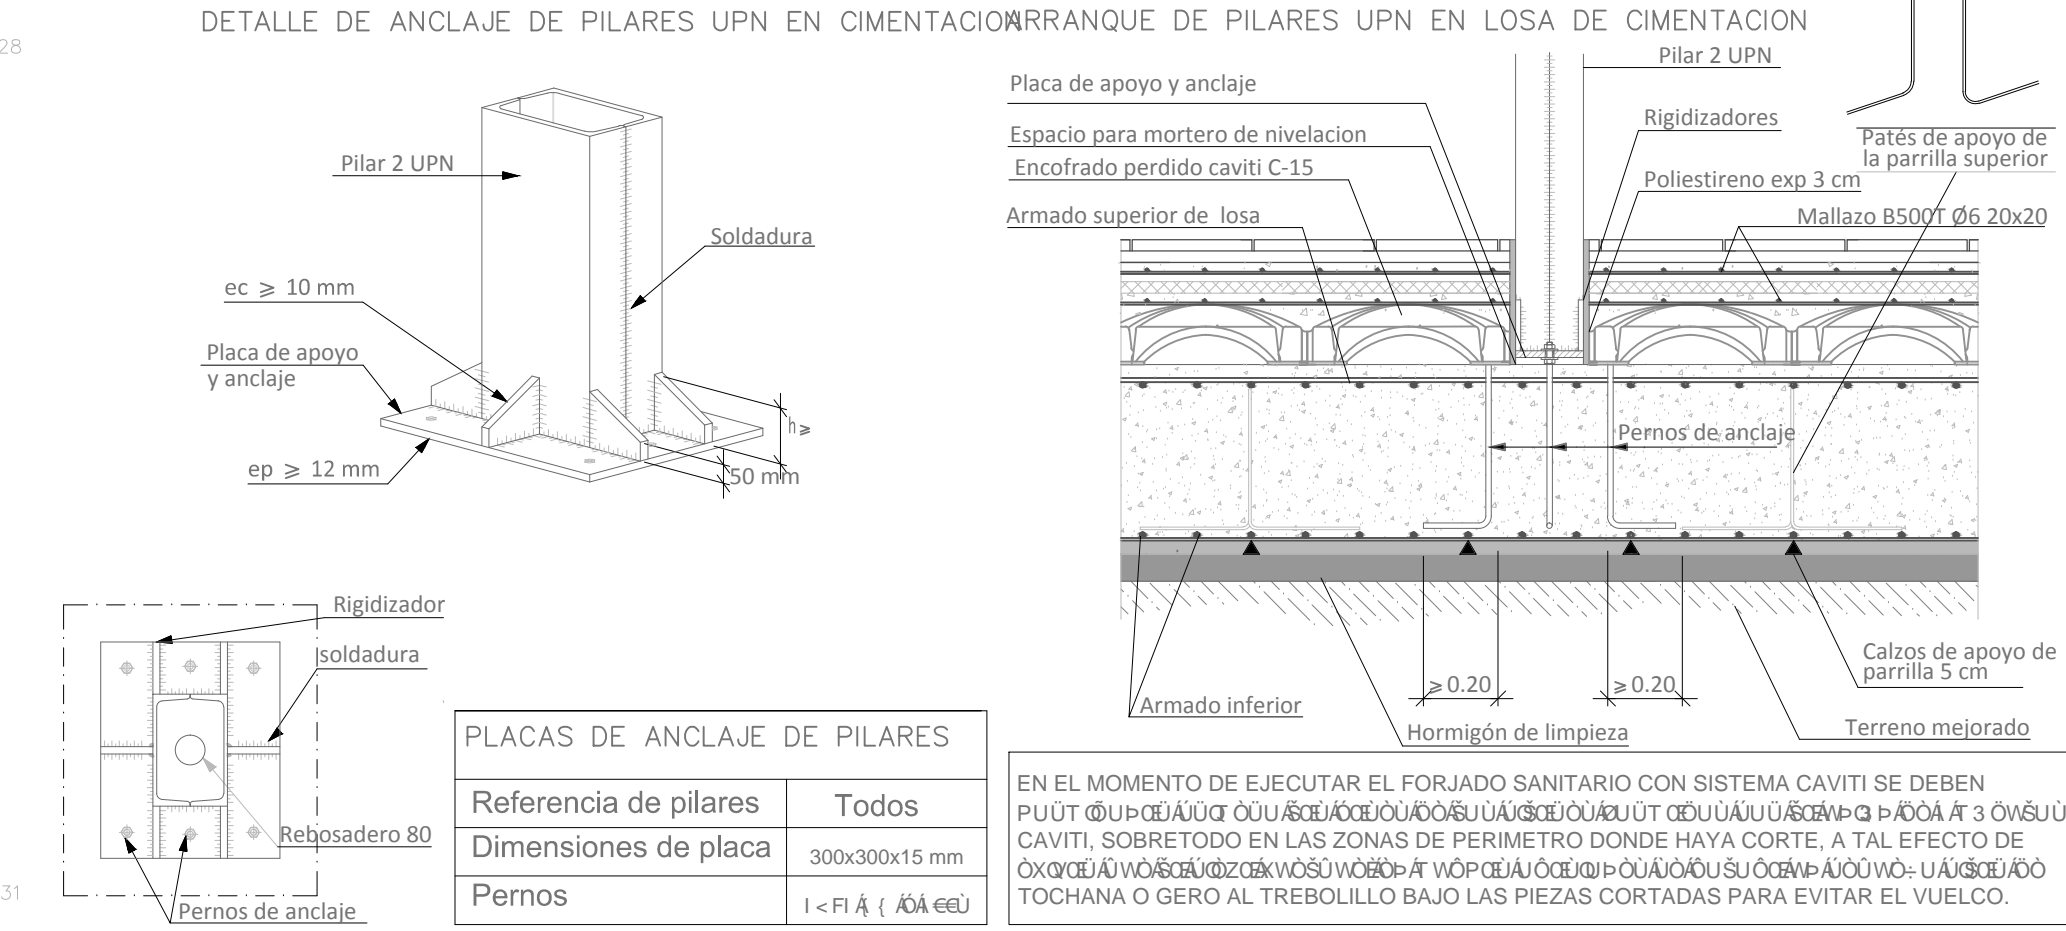 DETALLE DE ANCLAJE DE PILARES UPN EN CIMENTACION
ARRANQUE DE PILARES UPN EN LOSA DE CIMENTACION
28
Pilar 2 UPN
Soldadura
ec ≥ 10 mm
Placa de apoyo
y anclaje
ep ≥ 12 mm
h ≥
50 mm
Placa de apoyo y anclaje
Espacio para mortero de nivelacion
Encofrado perdido caviti C-15
Armado superior de losa
Pilar 2 UPN
Rigidizadores
Patés de apoyo de
la parrilla superior
Poliestireno exp 3 cm
Mallazo B500T Ø6 20x20
Pernos de anclaje
≥ 0.20
≥ 0.20
Armado inferior
Hormigón de limpieza
Calzos de apoyo de
parrilla 5 cm
Terreno mejorado
Rigidizador
soldadura
Rebosadero 80
Pernos de anclaje
31
PLACAS DE ANCLAJE DE PILARES
Referencia de pilares Todos
Dimensiones de placa 300x300x15 mm
Pernos
EN EL MOMENTO DE EJECUTAR EL FORJADO SANITARIO CON SISTEMA CAVITI SE DEBEN
CAVITI, SOBRETODO EN LAS ZONAS DE PERIMETRO DONDE HAYA CORTE, A TAL EFECTO DE
TOCHANA O GERO AL TREBOLILLO BAJO LAS PIEZAS CORTADAS PARA EVITAR EL VUELCO.